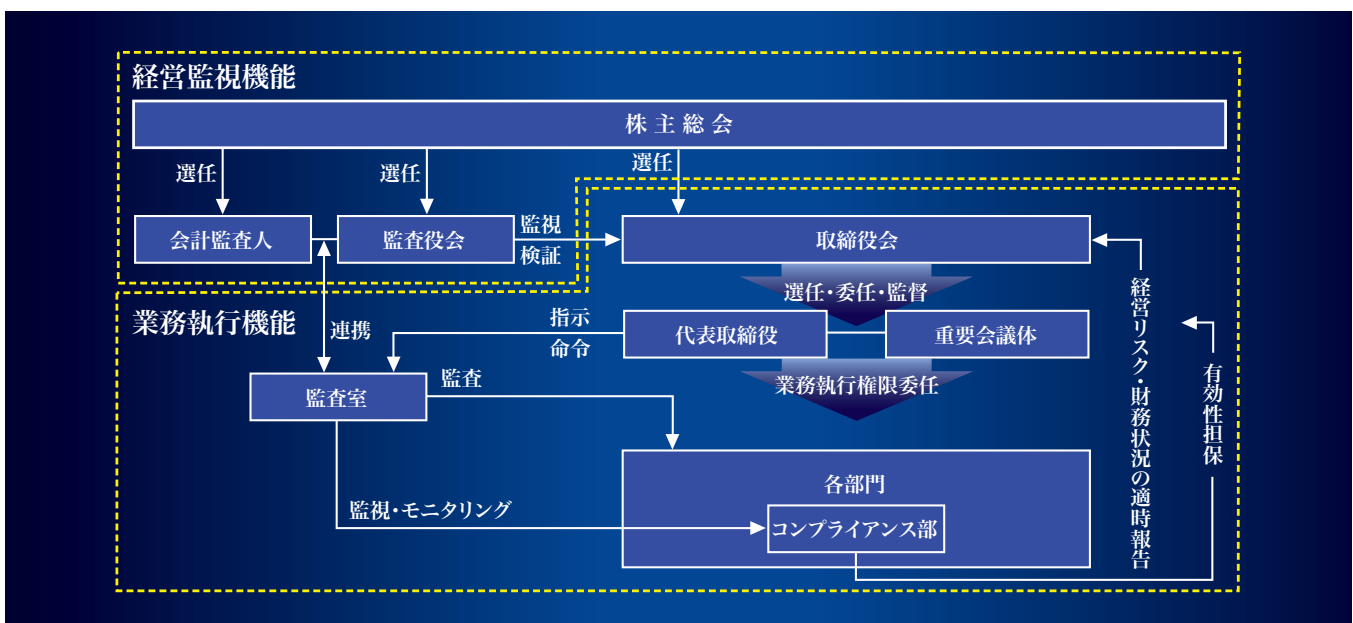 経営監視機能
株主総会
選任
選任
選任
会計監査人
監査役会
監視
検証
取締役会
選任・委任・監督
業務執行機能
連携
指示
命令
代表取締役
重要会議体
業務執行権限委任
監査室
監査
各部門
コンプライアンス部
監視・モニタリング
経営リスク・財務状況の適時報告
有効性担保